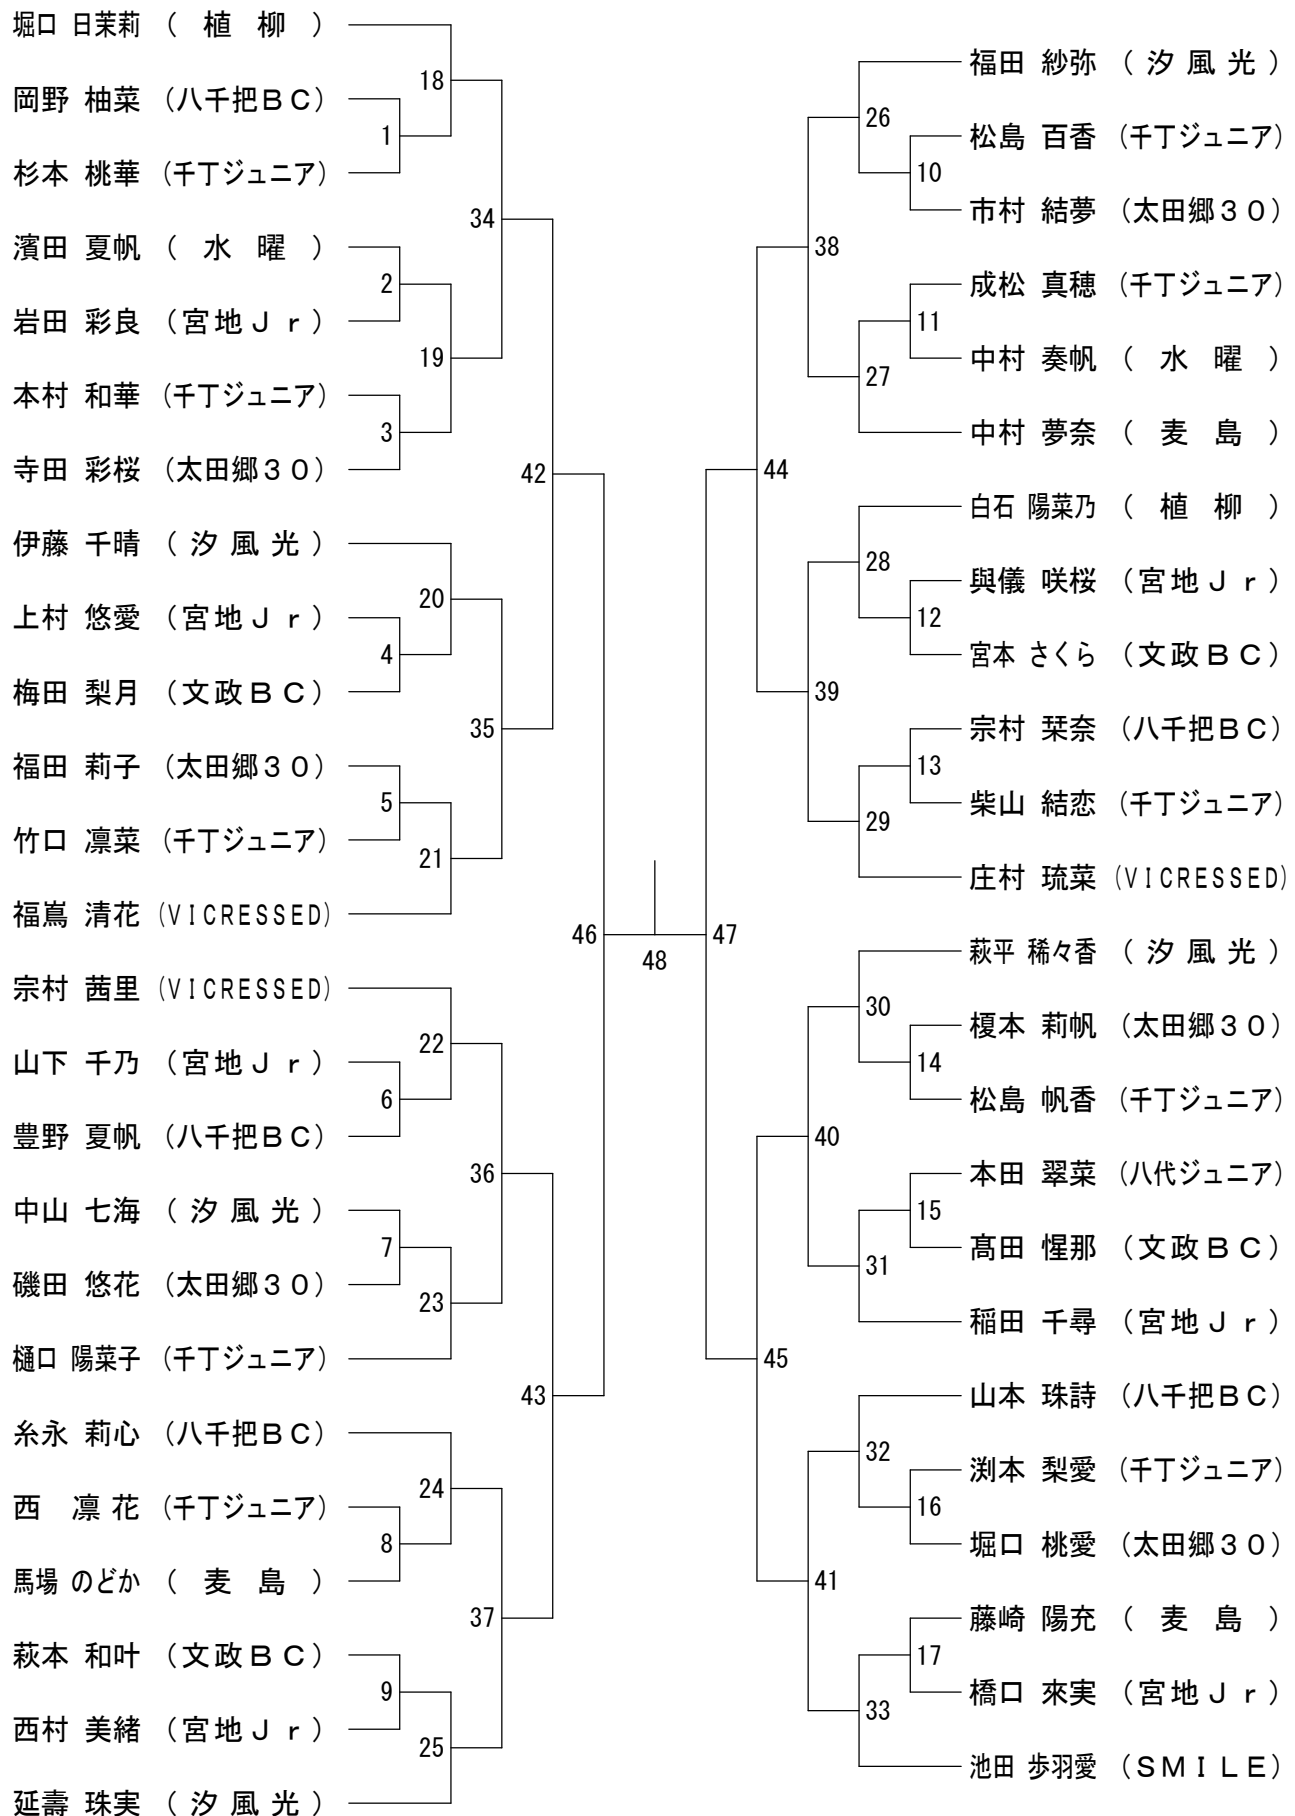 堀口 日茉莉 （ 植 柳 ）
岡野 柚菜 （八千把ＢＣ）
杉本 桃華 （千丁ジュニア）
濱田 夏帆 （ 水 曜 ）
岩田 彩良 （宮地Ｊｒ）
本村 和華 （千丁ジュニア）
寺田 彩桜 （太田郷３０）
伊藤 千晴 （汐風光）
上村 悠愛 （宮地Ｊｒ）
梅田 梨月 （文政ＢＣ）
福田 莉子 （太田郷３０）
竹口 凛菜 （千丁ジュニア）
福嶌 清花 （VICRESSED）
宗村 茜里 （VICRESSED）
山下 千乃 （宮地Ｊｒ）
豊野 夏帆 （八千把ＢＣ）
中山 七海 （汐風光）
磯田 悠花 （太田郷３０）
樋口 陽菜子 （千丁ジュニア）
糸永 莉心 （八千把ＢＣ）
西 凛花 （千丁ジュニア）
馬場 のどか （ 麦 島 ）
萩本 和叶 （文政ＢＣ）
西村 美緒 （宮地Ｊｒ）
延壽 珠実 （汐風光）
1
2
3
4
5
6
7
8
9
18
19
20
21
22
23
24
25
34
35
36
37
42
43
46
48
47
44
45
38
39
40
41
26
27
28
29
30
31
32
33
10
11
12
13
14
15
16
17
福田 紗弥 （汐風光）
松島 百香 （千丁ジュニア）
市村 結夢 （太田郷３０）
成松 真穂 （千丁ジュニア）
中村 奏帆 （ 水 曜 ）
中村 夢奈 （ 麦 島 ）
白石 陽菜乃 （ 植 柳 ）
與儀 咲桜 （宮地Ｊｒ）
宮本 さくら （文政ＢＣ）
宗村 栞奈 （八千把ＢＣ）
柴山 結恋 （千丁ジュニア）
庄村 琉菜 （VICRESSED）
萩平 稀々香 （汐風光）
榎本 莉帆 （太田郷３０）
松島 帆香 （千丁ジュニア）
本田 翠菜 （八代ジュニア）
髙田 惺那 （文政ＢＣ）
稲田 千尋 （宮地Ｊｒ）
山本 珠詩 （八千把ＢＣ）
渕本 梨愛 （千丁ジュニア）
堀口 桃愛 （太田郷３０）
藤崎 陽充 （ 麦 島 ）
橋口 來実 （宮地Ｊｒ）
池田 歩羽愛 （ＳＭＩＬＥ）